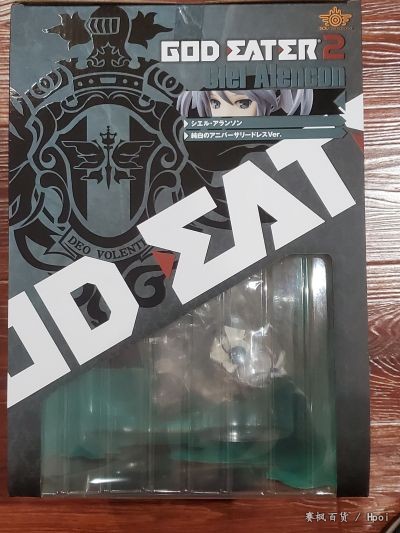 GOD EATER 2
Ciel Alencon
シエル・アランソン
純白のアニバーサリードレスVer.
DEO VOLENTE
OD EAT
赛枫百货 / Hpoi